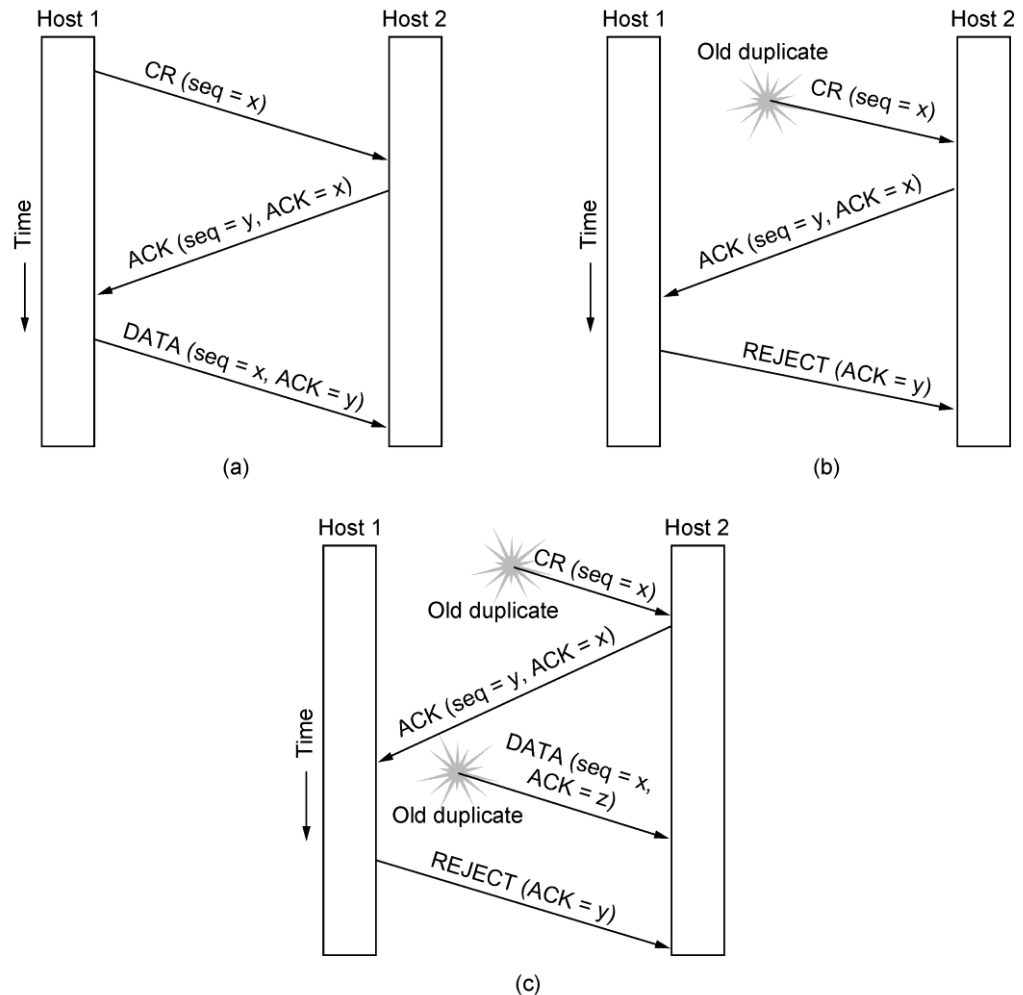 Host 1
Host 2
CR (seq = x)
ACK (seq = y, ACK = x)
DATA (seq = x, ACK = y)
Time
(a)
Host 1
Host 2
Old duplicate
CR (seq = x)
ACK (seq = y, ACK = x)
REJECT (ACK = y)
Time
(b)
Host 1
Host 2
CR (seq = x)
Old duplicate
ACK (seq = y, ACK = x)
DATA (seq = x,
ACK = z)
Old duplicate
REJECT (ACK = y)
Time
(c)